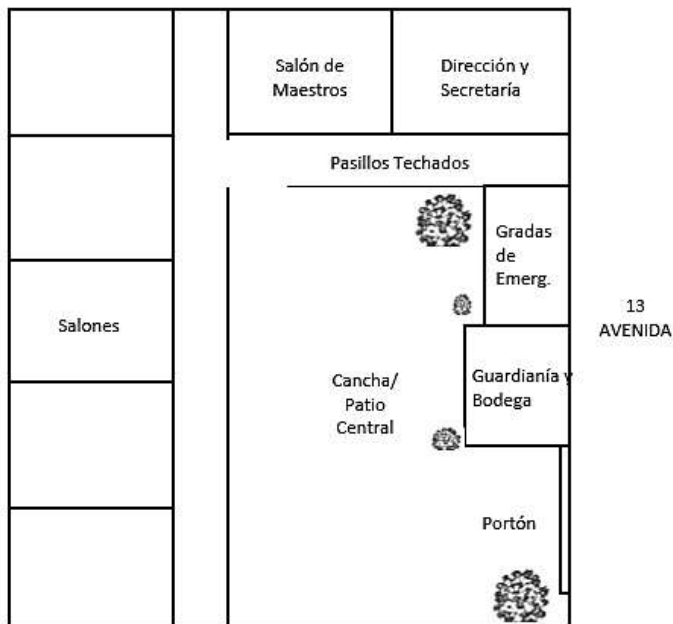 Salón de
Maestros
Dirección y
Secretaría
Pasillos Techados
Gradas
de
Emerg.
13
AVENIDA
Salones
Cancha/
Patio
Central
Guardianía y
Bodega
Portón